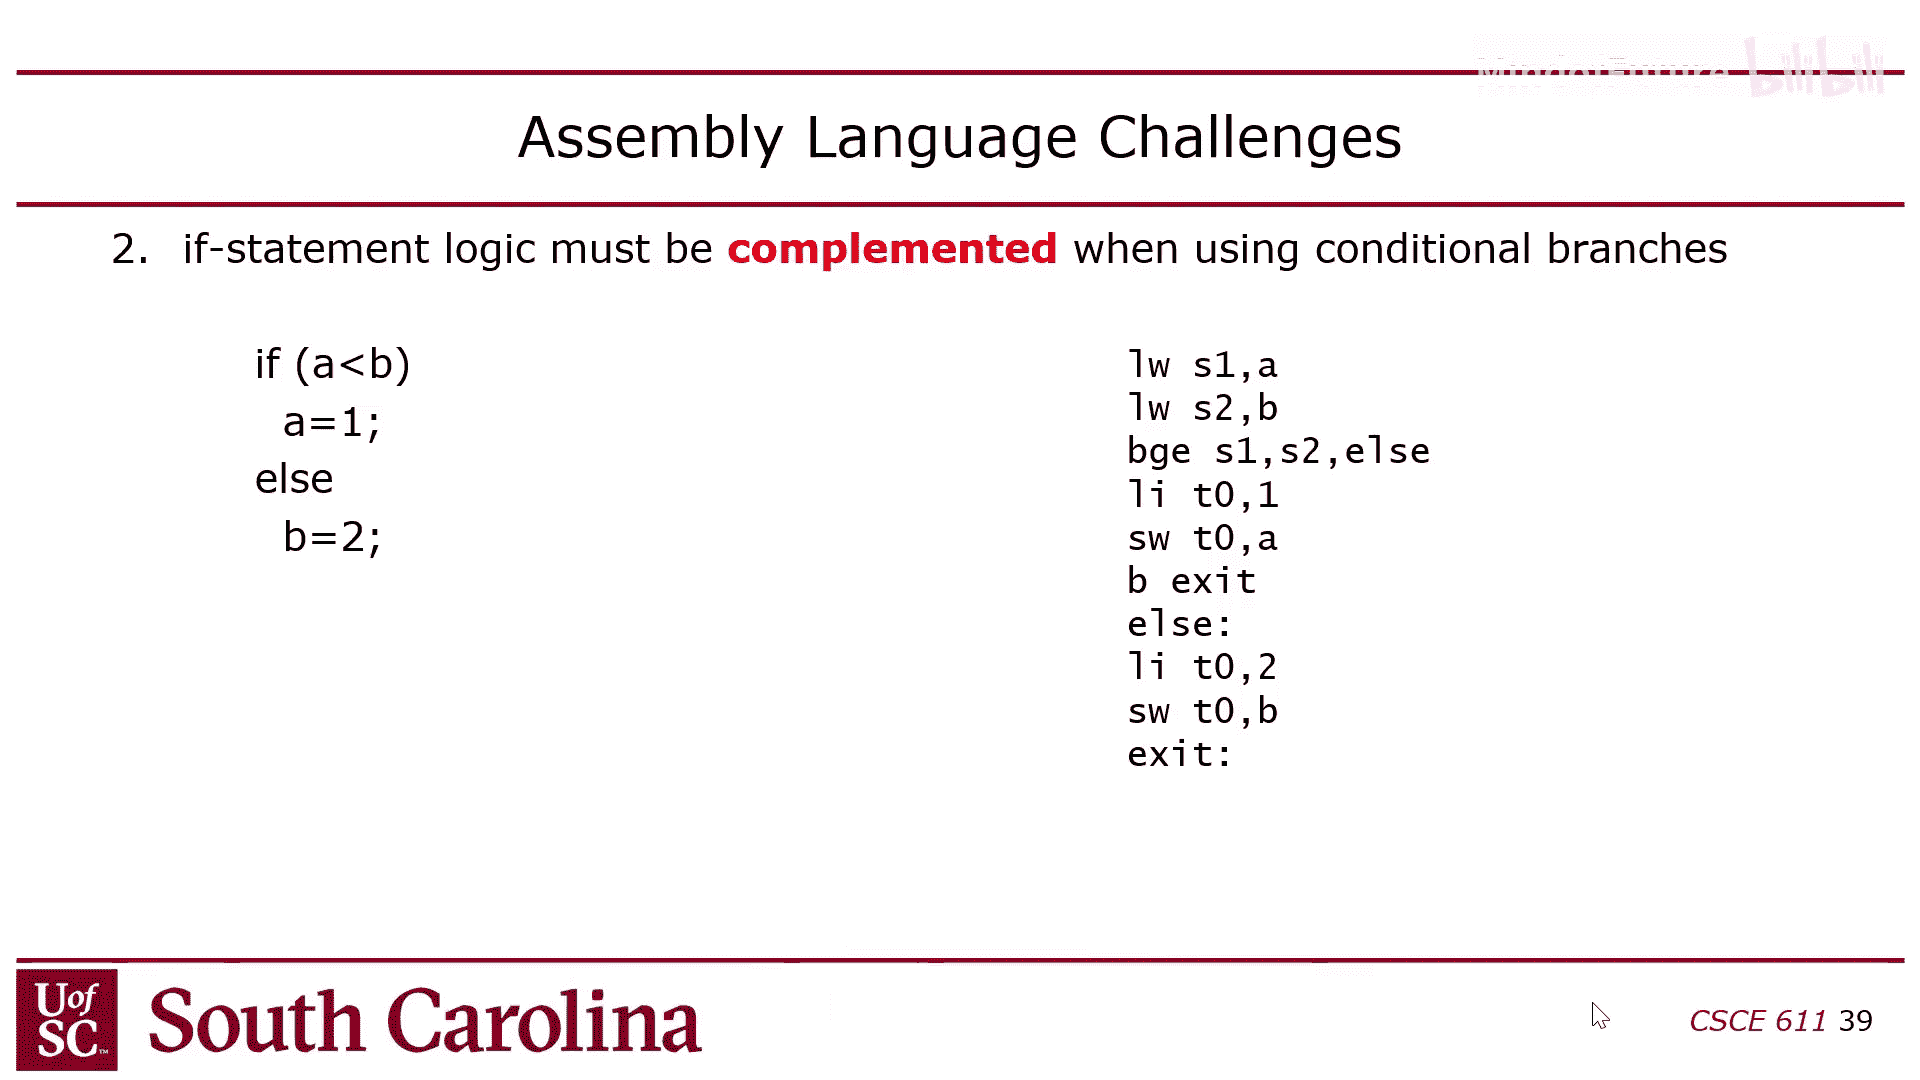 Assembly Language Challenges
2. if-statement logic must be complemented when using conditional branches
if (a<b)
a=1;
else
b=2;
lw s1,a
lw s2,b
bge s1,s2,else
li t0,1
sw t0,a
b exit
else:
li t0,2
sw t0,b
exit:
UofSC™
South Carolina
CSCE 611 39